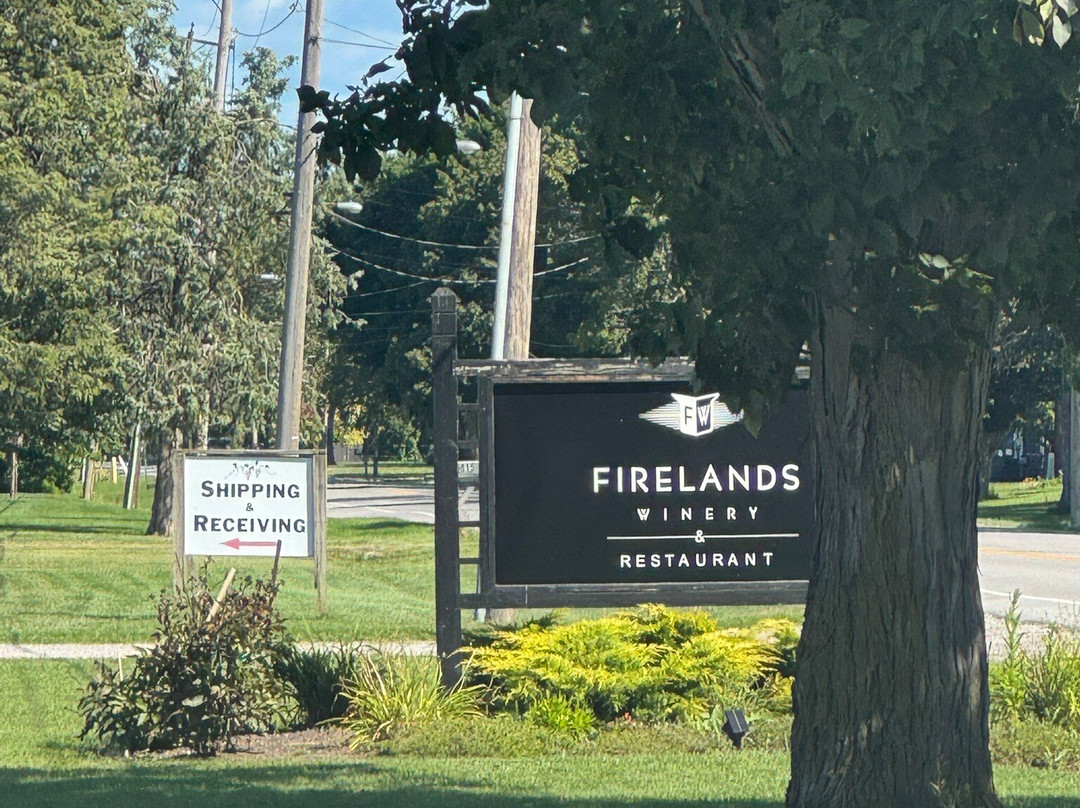 SHIPPING
&
RECEIVING
FW
FIRELANDS
WINERY
&
RESTAURANT